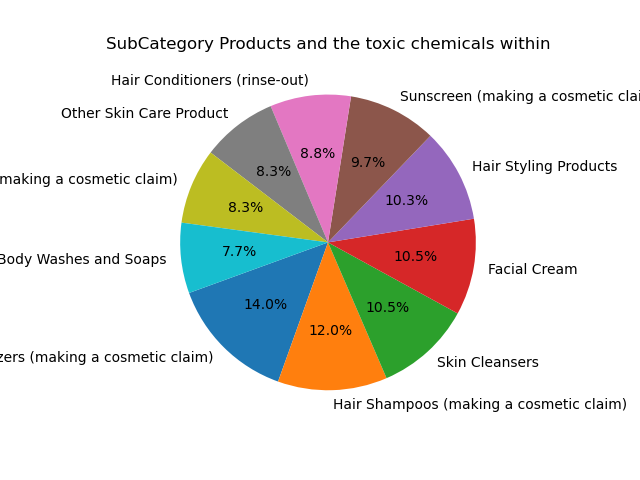 SubCategory Products and the toxic chemicals within
Hair Conditioners (rinse-out)
Sunscreen (making a cosmetic
Other Skin Care Product
8.8%
9.7%
Hair Styling Products
8.3%
making a cosmetic claim)
10.3%
8.3%
Body Washes and Soaps
7.7%
10.5%
Facial Cream
14.0%
10.5%
12.0%
(making a cosmetic claim)
Skin Cleansers
Hair Shampoos (making a cosmetic claim)